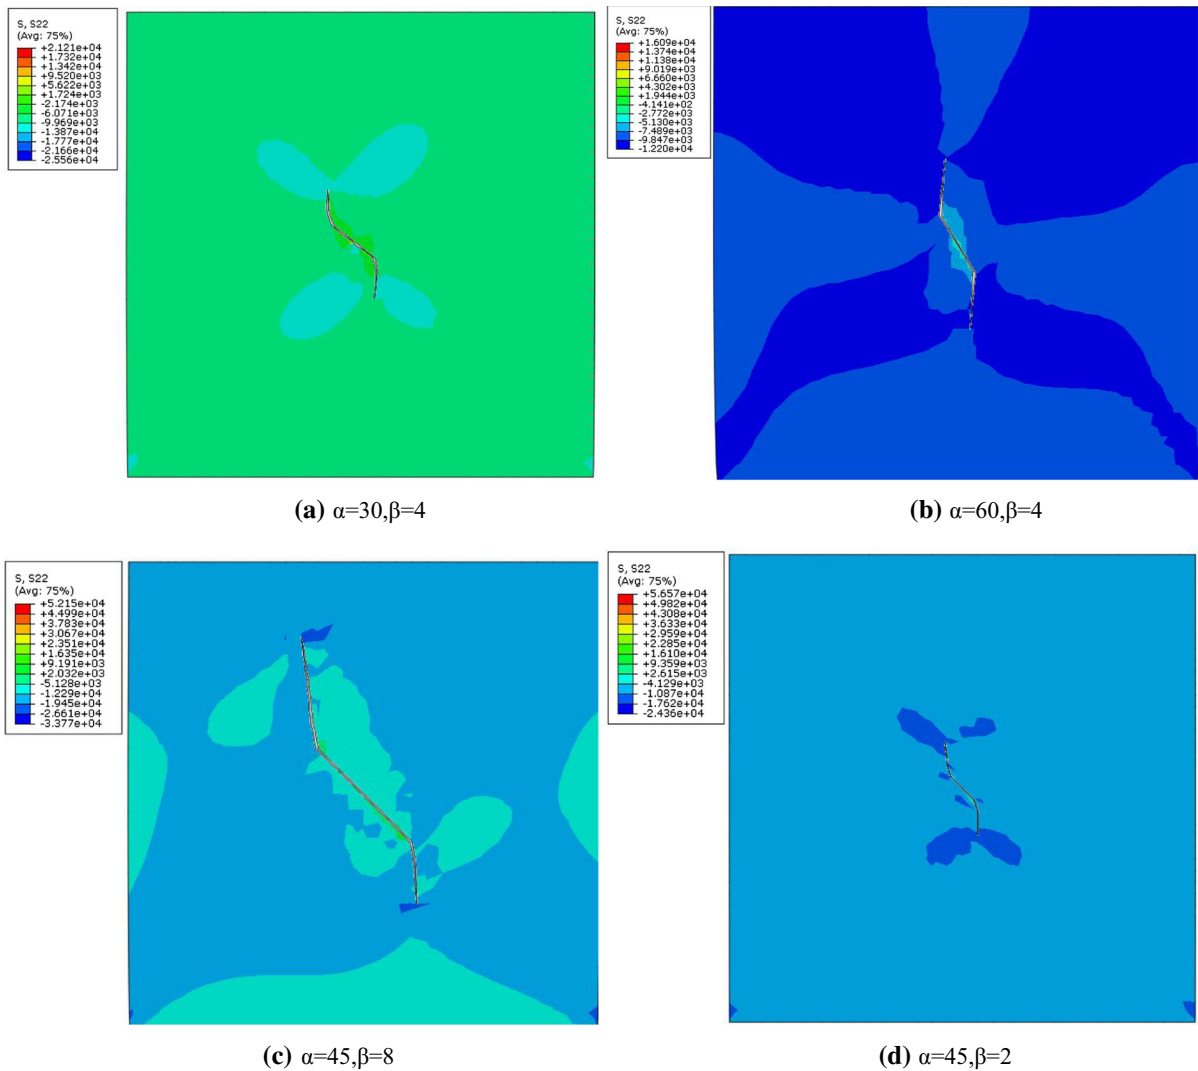 S, S22
(Avg: 75%)
+2.121e+04
+1.732e+04
+1.342e+04
+9.520e+03
+5.622e+03
+1.724e+03
-2.174e+03
-6.071e+03
-9.969e+03
-1.387e+04
-1.777e+04
-2.166e+04
-2.556e+04
(a) α=30,β=4
S, S22
(Avg: 75%)
+1.609e+04
+1.374e+04
+1.138e+04
+9.019e+03
+6.660e+03
+4.302e+03
+1.944e+03
-4.141e+02
-2.772e+03
-5.130e+03
-7.489e+03
-9.847e+03
-1.220e+04
(b) α=60,β=4
S, S22
(Avg: 75%)
+5.215e+04
+4.499e+04
+3.783e+04
+3.067e+04
+2.351e+04
+1.635e+04
+9.191e+03
+2.032e+03
-5.128e+03
-1.229e+04
-1.945e+04
-2.661e+04
-3.377e+04
(c) α=45,β=8
S, S22
(Avg: 75%)
+5.657e+04
+4.982e+04
+4.308e+04
+3.633e+04
+2.959e+04
+2.285e+04
+1.610e+04
+9.359e+03
+2.615e+03
-4.129e+03
-1.087e+04
-1.762e+04
-2.436e+04
(d) α=45,β=2